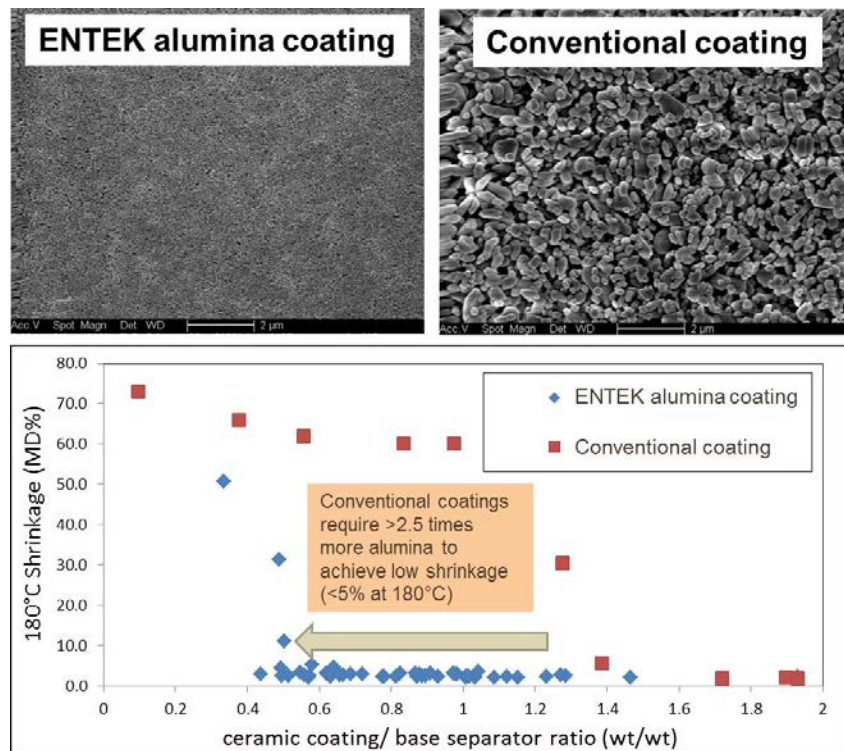 ENTEK alumina coating
Conventional coating
Acc.V Spot Magn Det WD 2 µm
Acc.V Spot Magn Det WD 2 µm
80.0
70.0
60.0
50.0
40.0
30.0
20.0
10.0
0.0
180°C Shrinkage (MD%)
ENTEK alumina coating
Conventional coating
Conventional coatings
require >2.5 times
more alumina to
achieve low shrinkage
(<5% at 180°C)
0 0.2 0.4 0.6 0.8 1 1.2 1.4 1.6 1.8 2
ceramic coating/ base separator ratio (wt/wt)